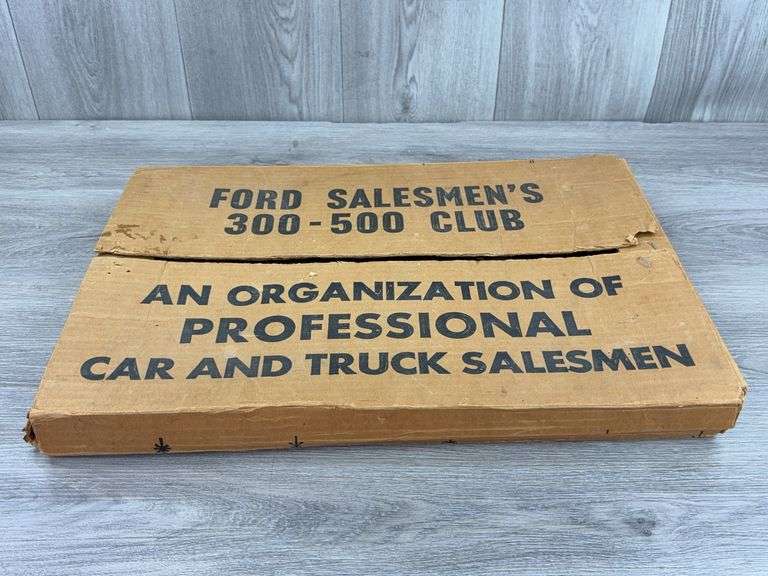 FORD SALESMEN'S
300-500 CLUB
AN ORGANIZATION OF
PROFESSIONAL
CAR AND TRUCK SALESMEN